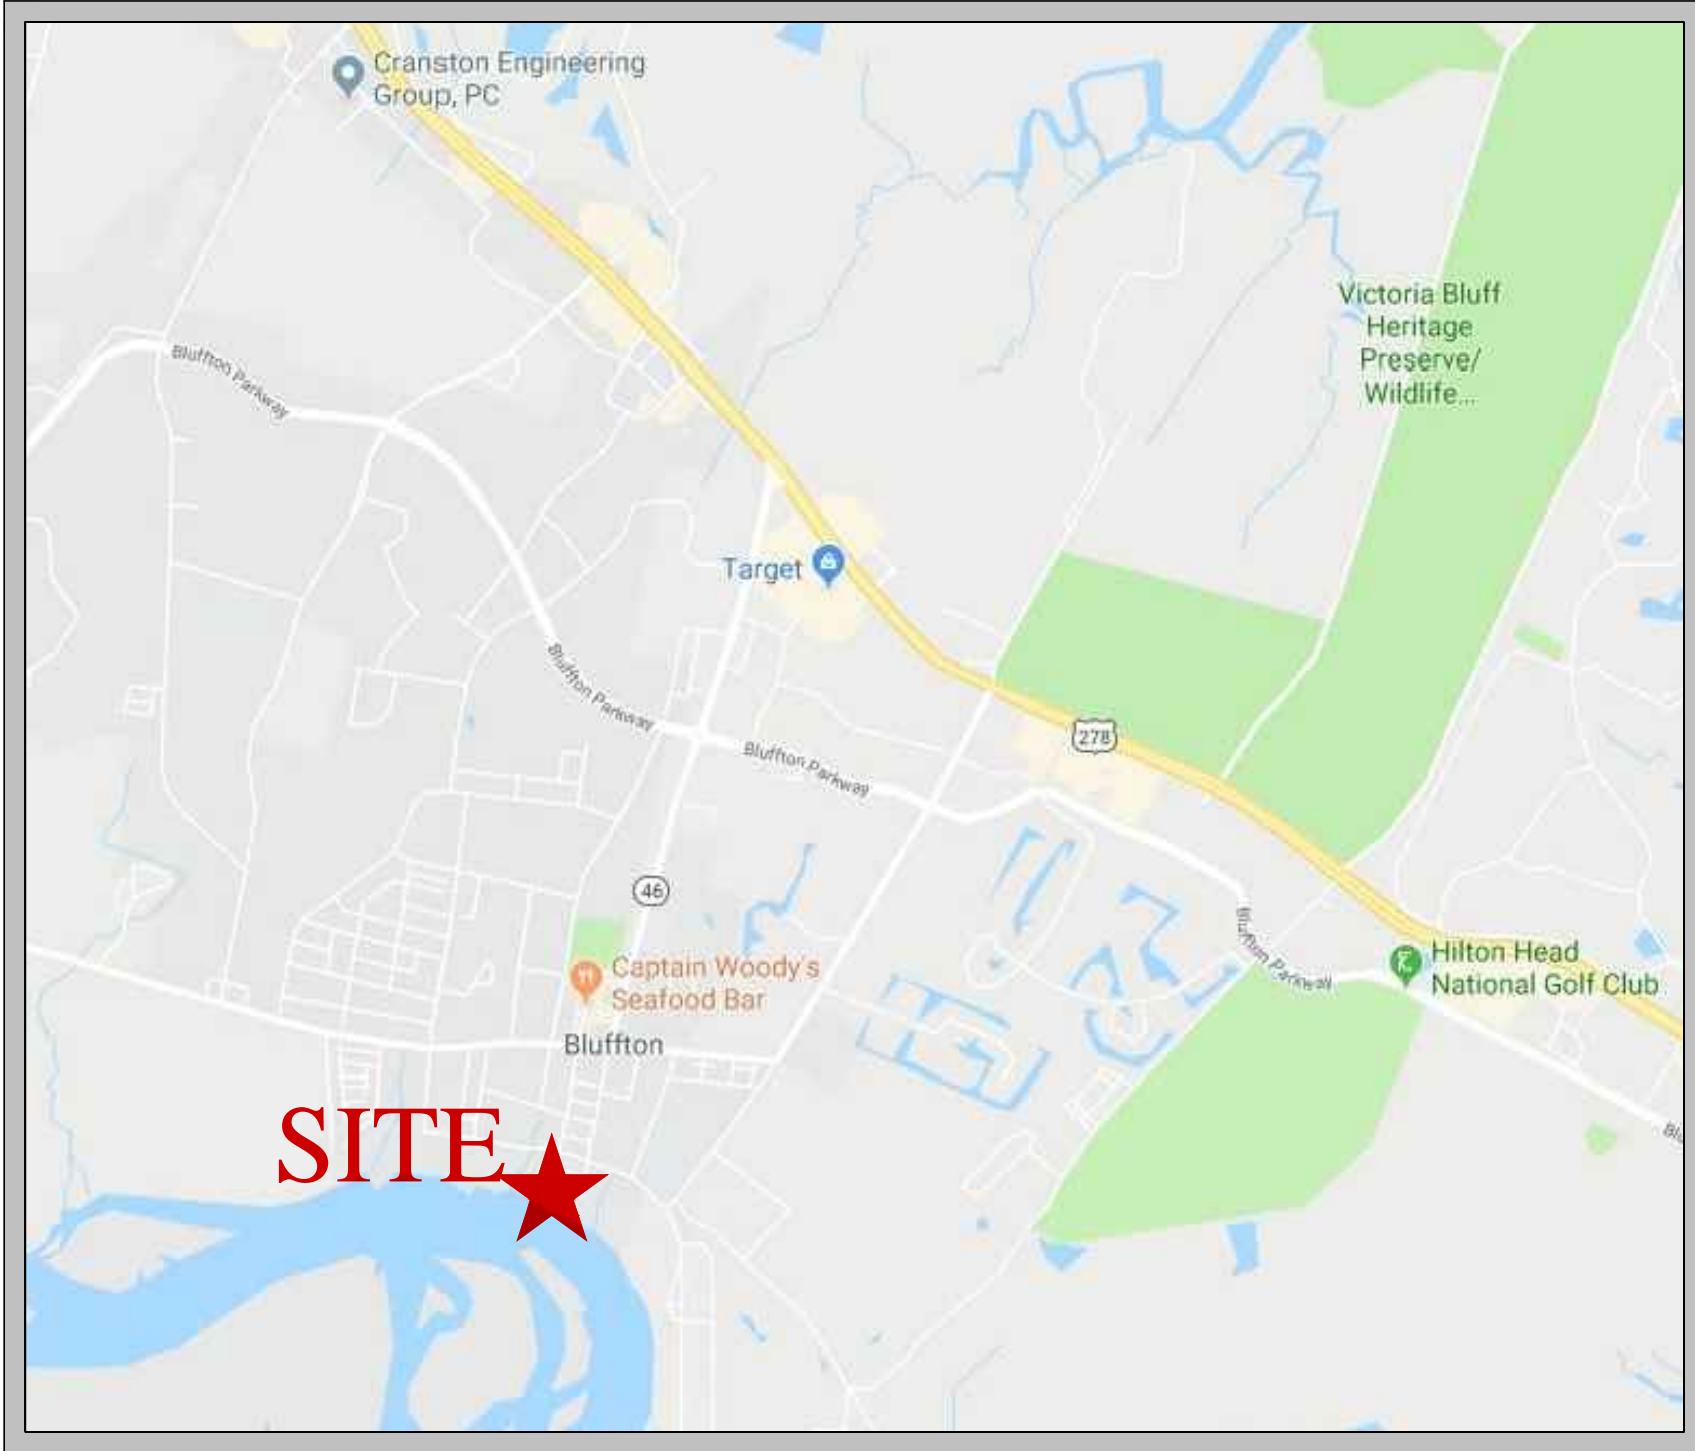 Cranston Engineering
Group, PC
Victoria Bluff
Heritage
Preserve/
Wildlife...
Bluffton Parkway
Target
Bluffton Parkway
278
Bluffton Parkway
46
Bluffton Parkway
Hilton Head
National Golf Club
Captain Woody's
Seafood Bar
Bluffton
SITE